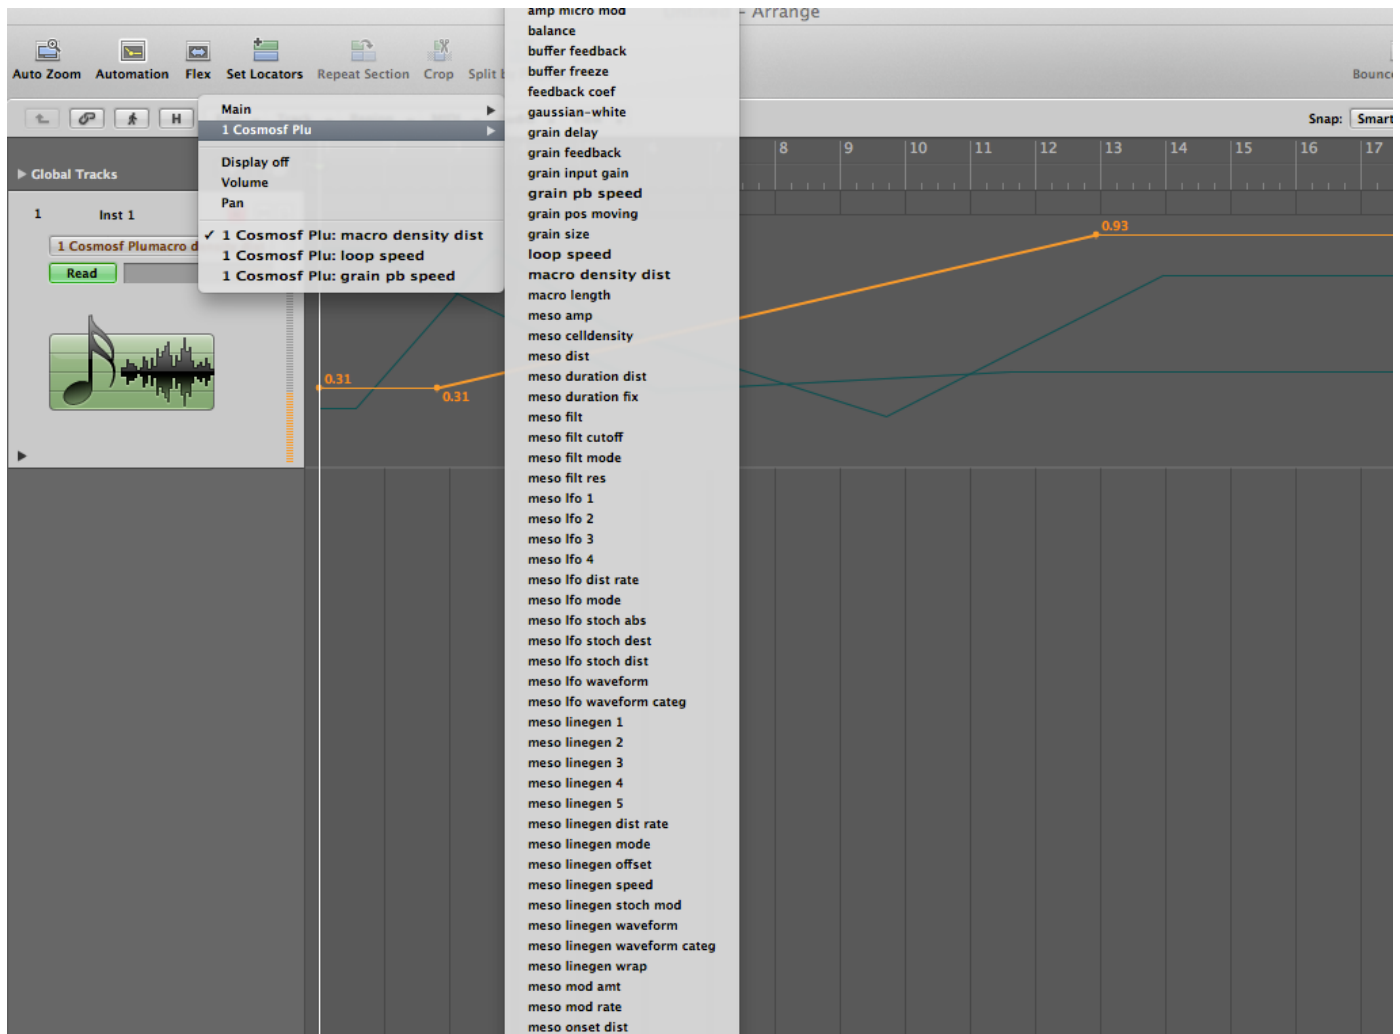 – Arrange
Auto Zoom
Automation
Flex
Set Locators
Repeat Section
Crop
Split
Bounce
Snap: Smart
Main
1 Cosmosf Plu
Display off
Volume
Pan
✓ 1 Cosmosf Plu: macro density dist
1 Cosmosf Plu: loop speed
1 Cosmosf Plu: grain pb speed
H
Global Tracks
1 Inst 1
1 Cosmosf Plumacro d
Read
8 9 10 11 12 13 14 15 16 17
0.31
0.31
0.93
amp micro mod
balance
buffer feedback
buffer freeze
feedback coef
gaussian-white
grain delay
grain feedback
grain input gain
grain pb speed
grain pos moving
grain size
loop speed
macro density dist
macro length
meso amp
meso celldensity
meso dist
meso duration dist
meso duration fix
meso filt
meso filt cutoff
meso filt mode
meso filt res
meso lfo 1
meso lfo 2
meso lfo 3
meso lfo 4
meso lfo dist rate
meso lfo mode
meso lfo stoch abs
meso lfo stoch dest
meso lfo stoch dist
meso lfo waveform
meso lfo waveform categ
meso linegen 1
meso linegen 2
meso linegen 3
meso linegen 4
meso linegen 5
meso linegen dist rate
meso linegen mode
meso linegen offset
meso linegen speed
meso linegen stoch mod
meso linegen waveform
meso linegen waveform categ
meso linegen wrap
meso mod amt
meso mod rate
meso onset dist